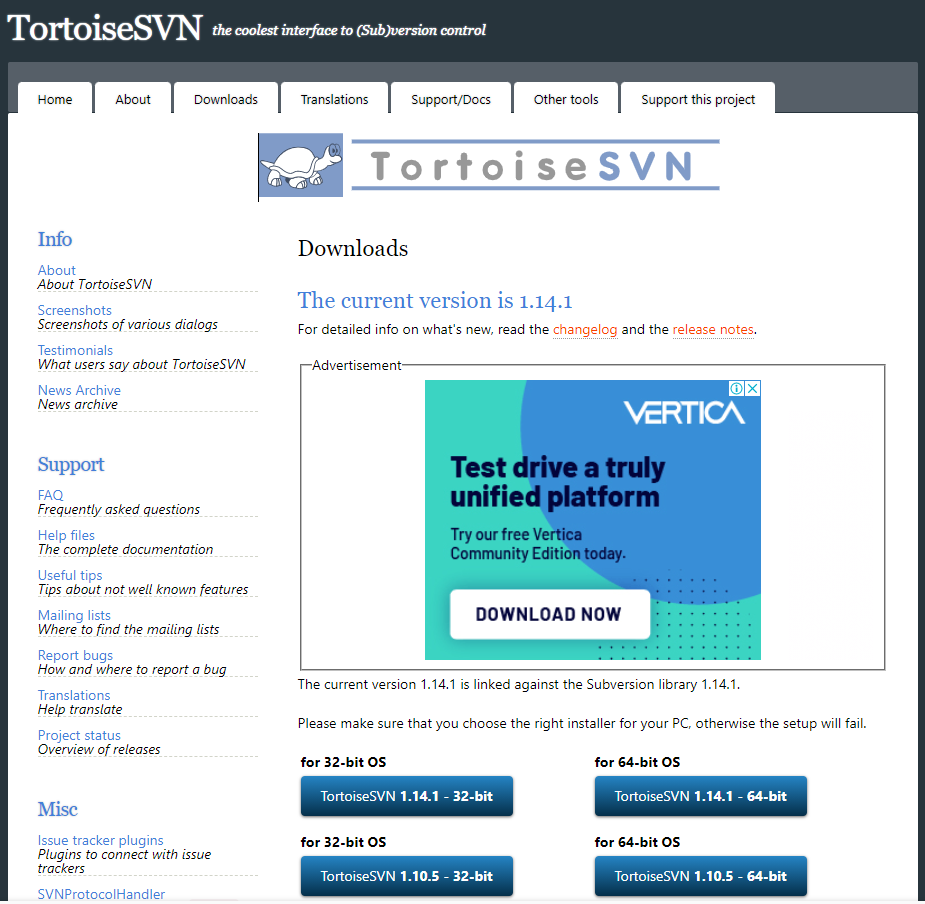 TortoiseSVN the coolest interface to (Sub)version control
Home About Downloads Translations Support/Docs Other tools Support this project
TortoiseSVN
Info
About
About TortoiseSVN
Screenshots
Screenshots of various dialogs
Testimonials
What users say about TortoiseSVN
News Archive
News archive
Support
FAQ
Frequently asked questions
Help files
The complete documentation
Useful tips
Tips about not well known features
Mailing lists
Where to find the mailing lists
Report bugs
How and where to report a bug
Translations
Help translate
Project status
Overview of releases
Misc
Issue tracker plugins
Plugins to connect with issue
trackers
SVNProtocolHandler
Downloads
The current version is 1.14.1
For detailed info on what's new, read the changelog and the release notes.
Advertisement
VERTICA
Test drive a truly
unified platform
Try our free Vertica
Community Edition today.
DOWNLOAD NOW
The current version 1.14.1 is linked against the Subversion library 1.14.1.
Please make sure that you choose the right installer for your PC, otherwise the setup will fail.
for 32-bit OS for 64-bit OS
TortoiseSVN 1.14.1 - 32-bit TortoiseSVN 1.14.1 - 64-bit
for 32-bit OS for 64-bit OS
TortoiseSVN 1.10.5 - 32-bit TortoiseSVN 1.10.5 - 64-bit